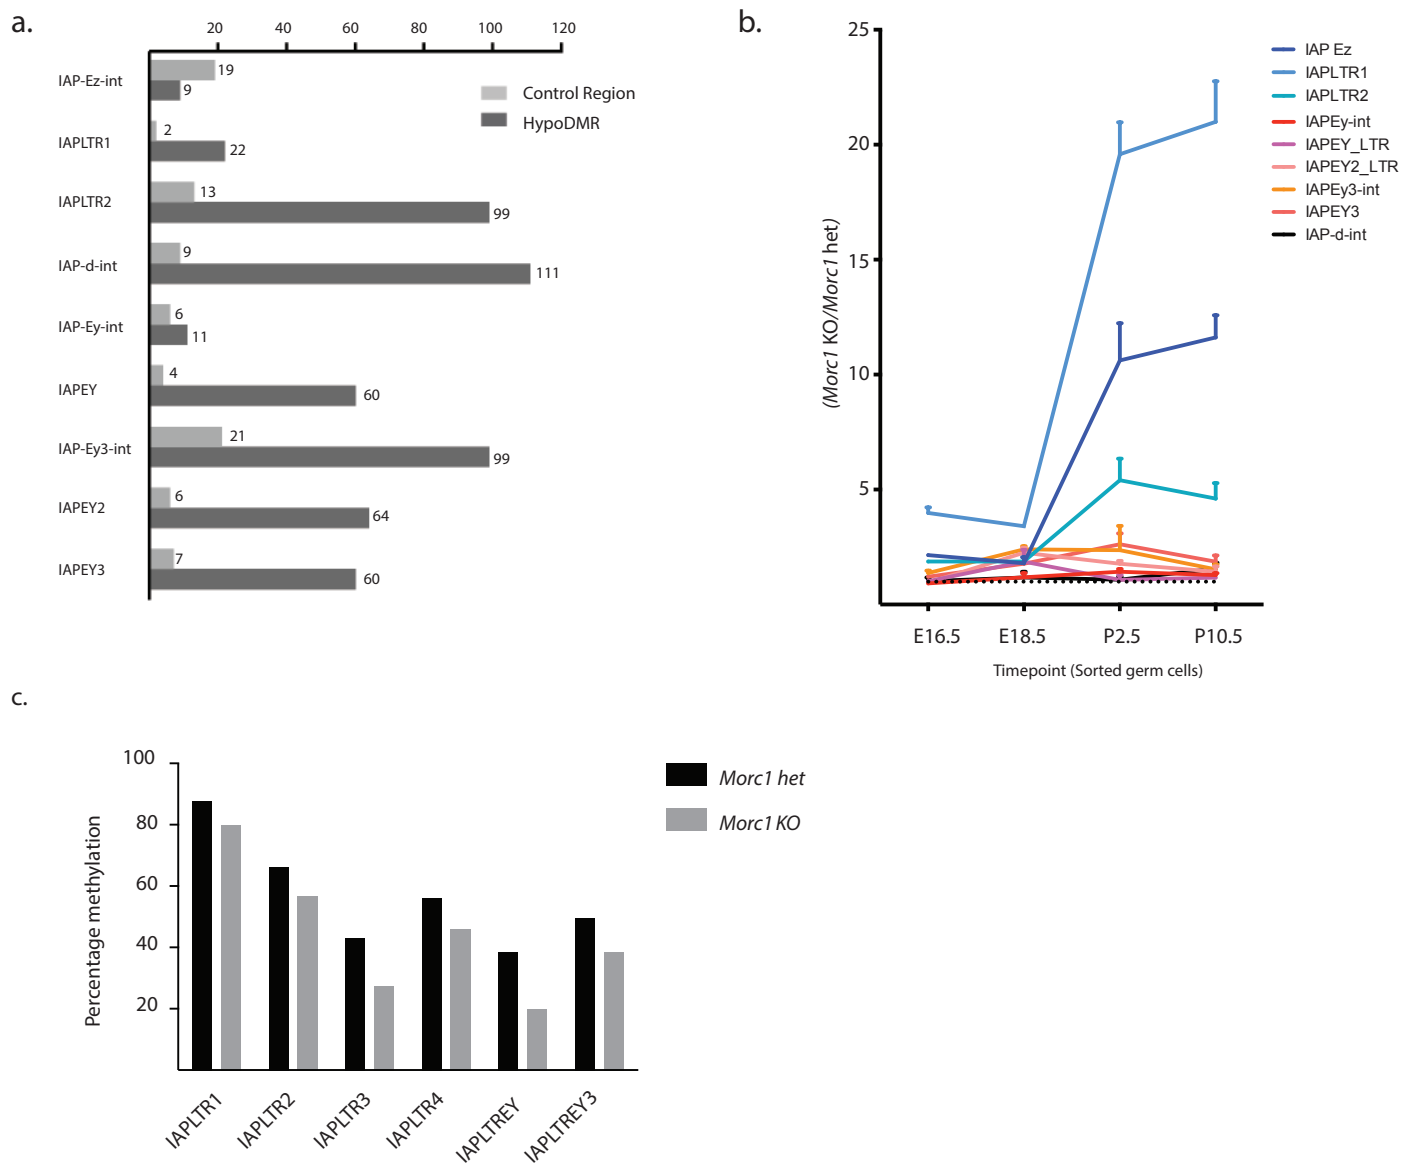 a.
20 40 60 80 100 120
IAP-Ez-int 19
9
IAPLTR1 2
22
IAPLTR2 13
99
IAP-d-int 9
111
IAP-Ey-int 6
11
IAPEY 4
60
IAP-Ey3-int 21
99
IAPEY2 6
64
IAPEY3 7
60
Control Region
HypoDMR
b.
(Morc1 KO/Morc1 het)
25
20
15
10
5
E16.5 E18.5 P2.5 P10.5
Timepoint (Sorted germ cells)
IAP Ez
IAPLTR1
IAPLTR2
IAPEy-int
IAPEY_LTR
IAPEY2_LTR
IAPEy3-int
IAPEY3
IAP-d-int
c.
Percentage methylation
100
80
60
40
20
IAPLTR1 IAPLTR2 IAPLTR3 IAPLTR4 IAPLTREY IAPLTREY3
Morc1 het
Morc1 KO